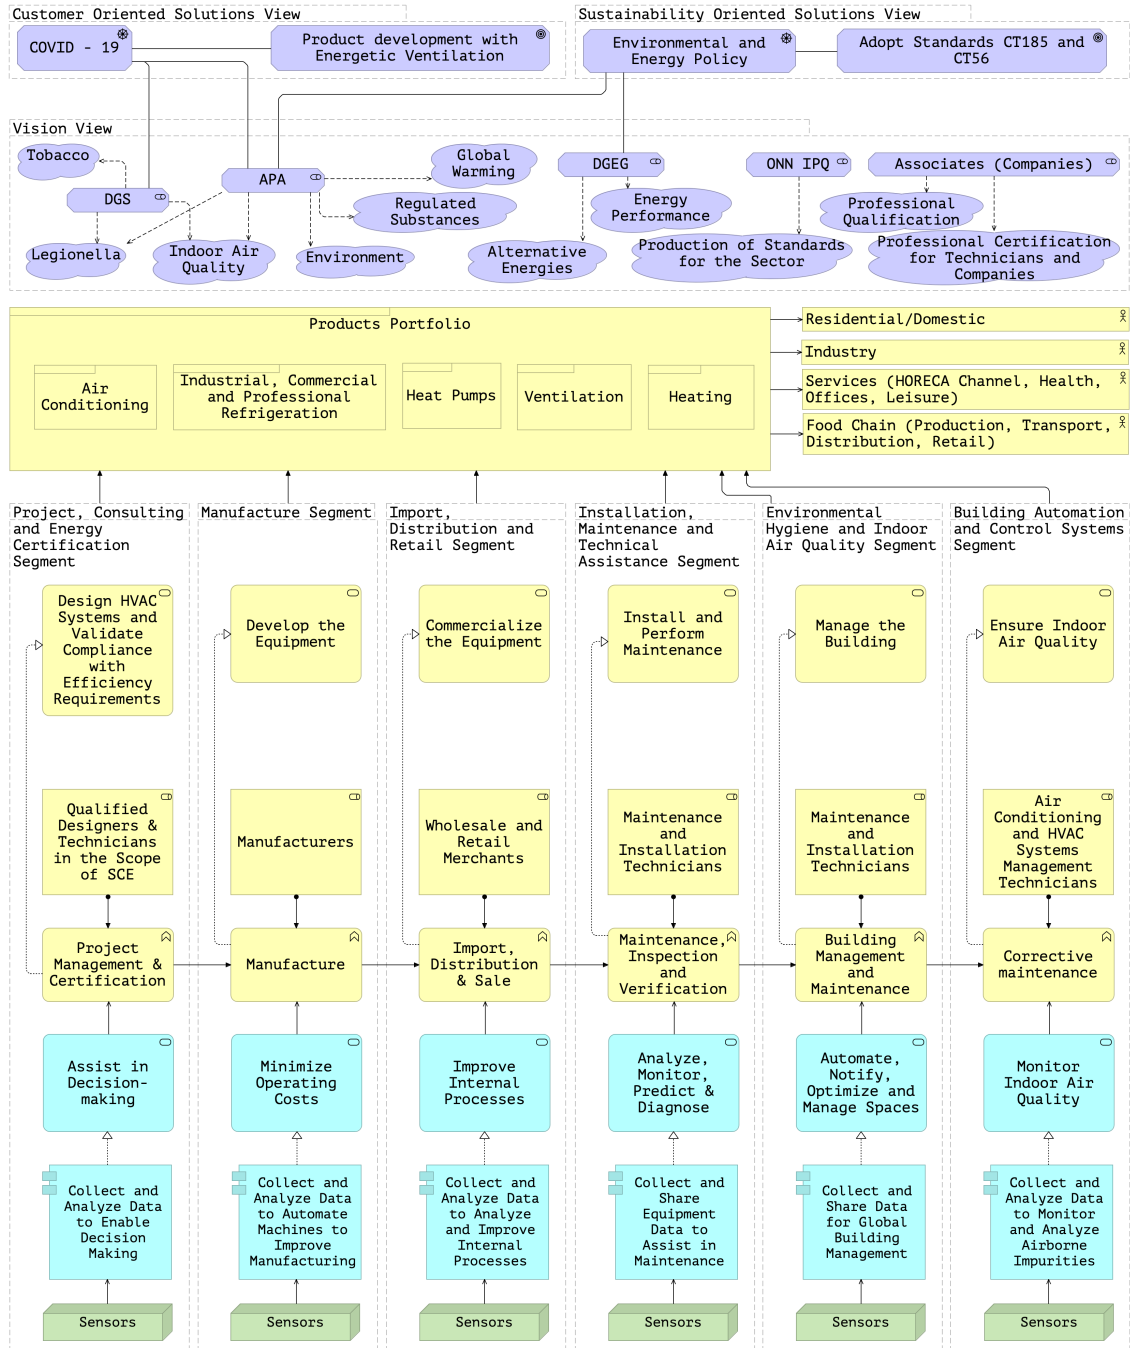 Customer Oriented Solutions View
COVID - 19
Product development with
Energetic Ventilation
Sustainability Oriented Solutions View
Environmental and
Energy Policy
Adopt Standards CT185 and
CT56
Vision View
Tobacco
DGS
Legionella
APA
Indoor Air
Quality
Global
Warming
Regulated
Substances
Environment
DGEG
Energy
Performance
Alternative
Energies
ONN IPQ
Production of Standards
for the Sector
Associates (Companies)
Professional
Qualification
Professional Certification
for Technicians and
Companies
Products Portfolio
Air
Conditioning
Industrial, Commercial
and Professional
Refrigeration
Heat Pumps
Ventilation
Heating
Residential/Domestic
Industry
Services (HORECA Channel, Health,
Offices, Leisure)
Food Chain (Production, Transport,
Distribution, Retail)
Project, Consulting
and Energy
Certification
Segment
Design HVAC
Systems and
Validate
Compliance
with
Efficiency
Requirements
Qualified
Designers &
Technicians
in the Scope
of SCE
Project
Management &
Certification
Assist in
Decision-
making
Collect and
Analyze Data
to Enable
Decision
Making
Sensors
Manufacture Segment
Develop the
Equipment
Manufacturers
Manufacture
Minimize
Operating
Costs
Collect and
Analyze Data
to Automate
Machines to
Improve
Manufacturing
Sensors
Import,
Distribution and
Retail Segment
Commercialize
the Equipment
Wholesale and
Retail
Merchants
Import,
Distribution
& Sale
Improve
Internal
Processes
Collect and
Analyze Data
to Analyze
and Improve
Internal
Processes
Sensors
Installation,
Maintenance and
Technical
Assistance Segment
Install and
Perform
Maintenance
Maintenance
and
Installation
Technicians
Maintenance,
Inspection
and
Verification
Analyze,
Monitor,
Predict &
Diagnose
Collect and
Share
Equipment
Data to
Assist in
Maintenance
Sensors
Environmental
Hygiene and Indoor
Air Quality Segment
Manage the
Building
Maintenance
and
Installation
Technicians
Building
Management
and
Maintenance
Automate,
Notify,
Optimize and
Manage Spaces
Collect and
Share Data
for Global
Building
Management
Sensors
Building Automation
and Control Systems
Segment
Ensure Indoor
Air Quality
Air
Conditioning
and HVAC
Systems
Management
Technicians
Corrective
maintenance
Monitor
Indoor Air
Quality
Collect and
Analyze Data
to Monitor
and Analyze
Airborne
Impurities
Sensors